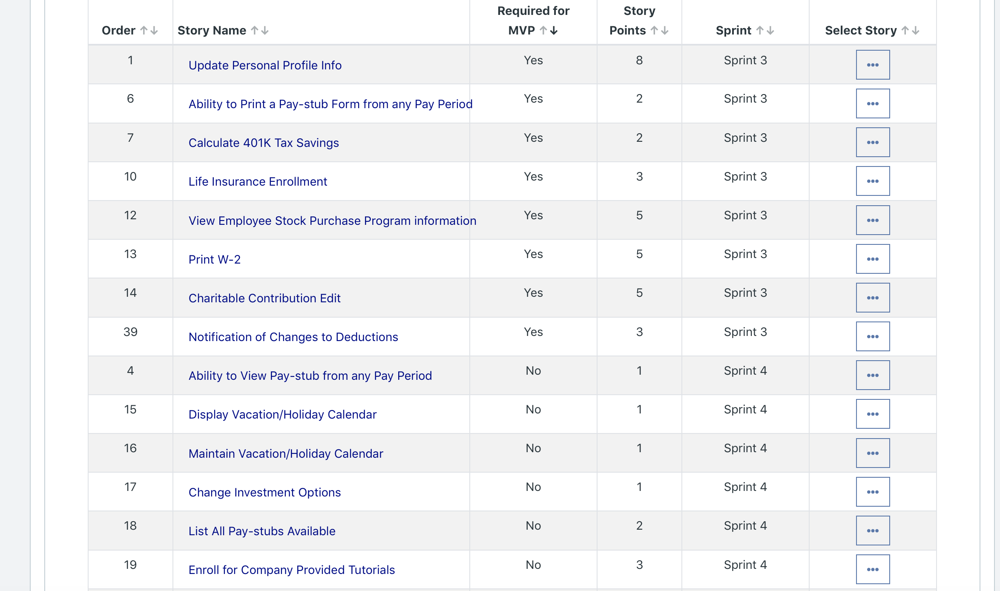 Order ↑↓ Story Name ↑↓ Required for MVP ↑↓ Story Points ↑↓ Sprint ↑↓ Select Story ↑↓
1 Update Personal Profile Info Yes 8 Sprint 3 •••
6 Ability to Print a Pay-stub Form from any Pay Period Yes 2 Sprint 3 •••
7 Calculate 401K Tax Savings Yes 2 Sprint 3 •••
10 Life Insurance Enrollment Yes 3 Sprint 3 •••
12 View Employee Stock Purchase Program information Yes 5 Sprint 3 •••
13 Print W-2 Yes 5 Sprint 3 •••
14 Charitable Contribution Edit Yes 5 Sprint 3 •••
39 Notification of Changes to Deductions Yes 3 Sprint 3 •••
4 Ability to View Pay-stub from any Pay Period No 1 Sprint 4 •••
15 Display Vacation/Holiday Calendar No 1 Sprint 4 •••
16 Maintain Vacation/Holiday Calendar No 1 Sprint 4 •••
17 Change Investment Options No 1 Sprint 4 •••
18 List All Pay-stubs Available No 2 Sprint 4 •••
19 Enroll for Company Provided Tutorials No 3 Sprint 4 •••